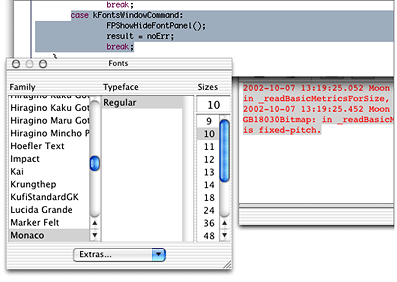 break;
case kFontsWindowCommand:
FPShowHideFontPanel();
result = noErr;
break;
}
Fonts
Family
Typeface
Sizes
Hiragino Kaku Got
Hiragino Maru Got
Hiragino Mincho P
Hoefler Text
Impact
Kai
Krungthep
KufiStandardGK
Lucida Grande
Marker Felt
Monaco
Regular
10
9
10
11
12
13
14
18
24
36
48
Extras...
2002-10-07 13:19:25.052 Moon
in _readBasicMetricsForSize,
2002-10-07 13:19:25.452 Moon
GB18030Bitmap: in _readBasicM
is fixed-pitch.